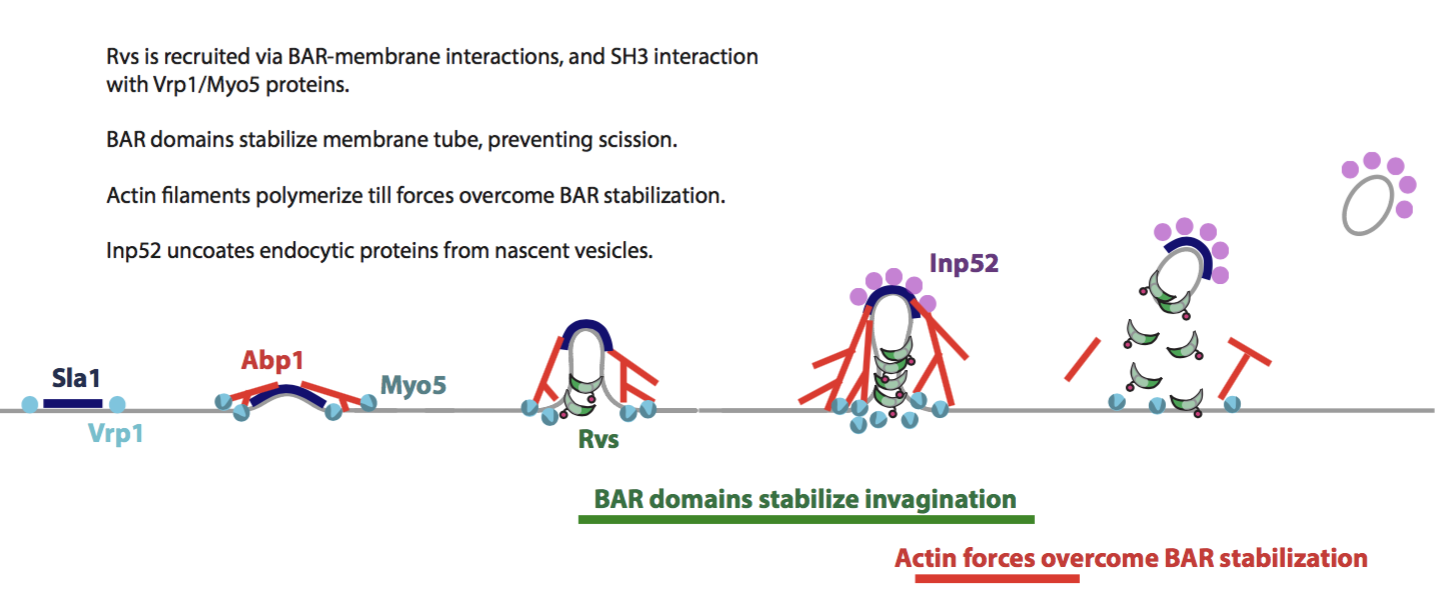 Rvs is recruited via BAR-membrane interactions, and SH3 interaction
with Vrp1/Myo5 proteins.
BAR domains stabilize membrane tube, preventing scission.
Actin filaments polymerize till forces overcome BAR stabilization.
Inp52 uncoates endocytic proteins from nascent vesicles.
Inp52
Sla1
Abp1
Myo5
Vrp1
Rvs
BAR domains stabilize invagination
Actin forces overcome BAR stabilization